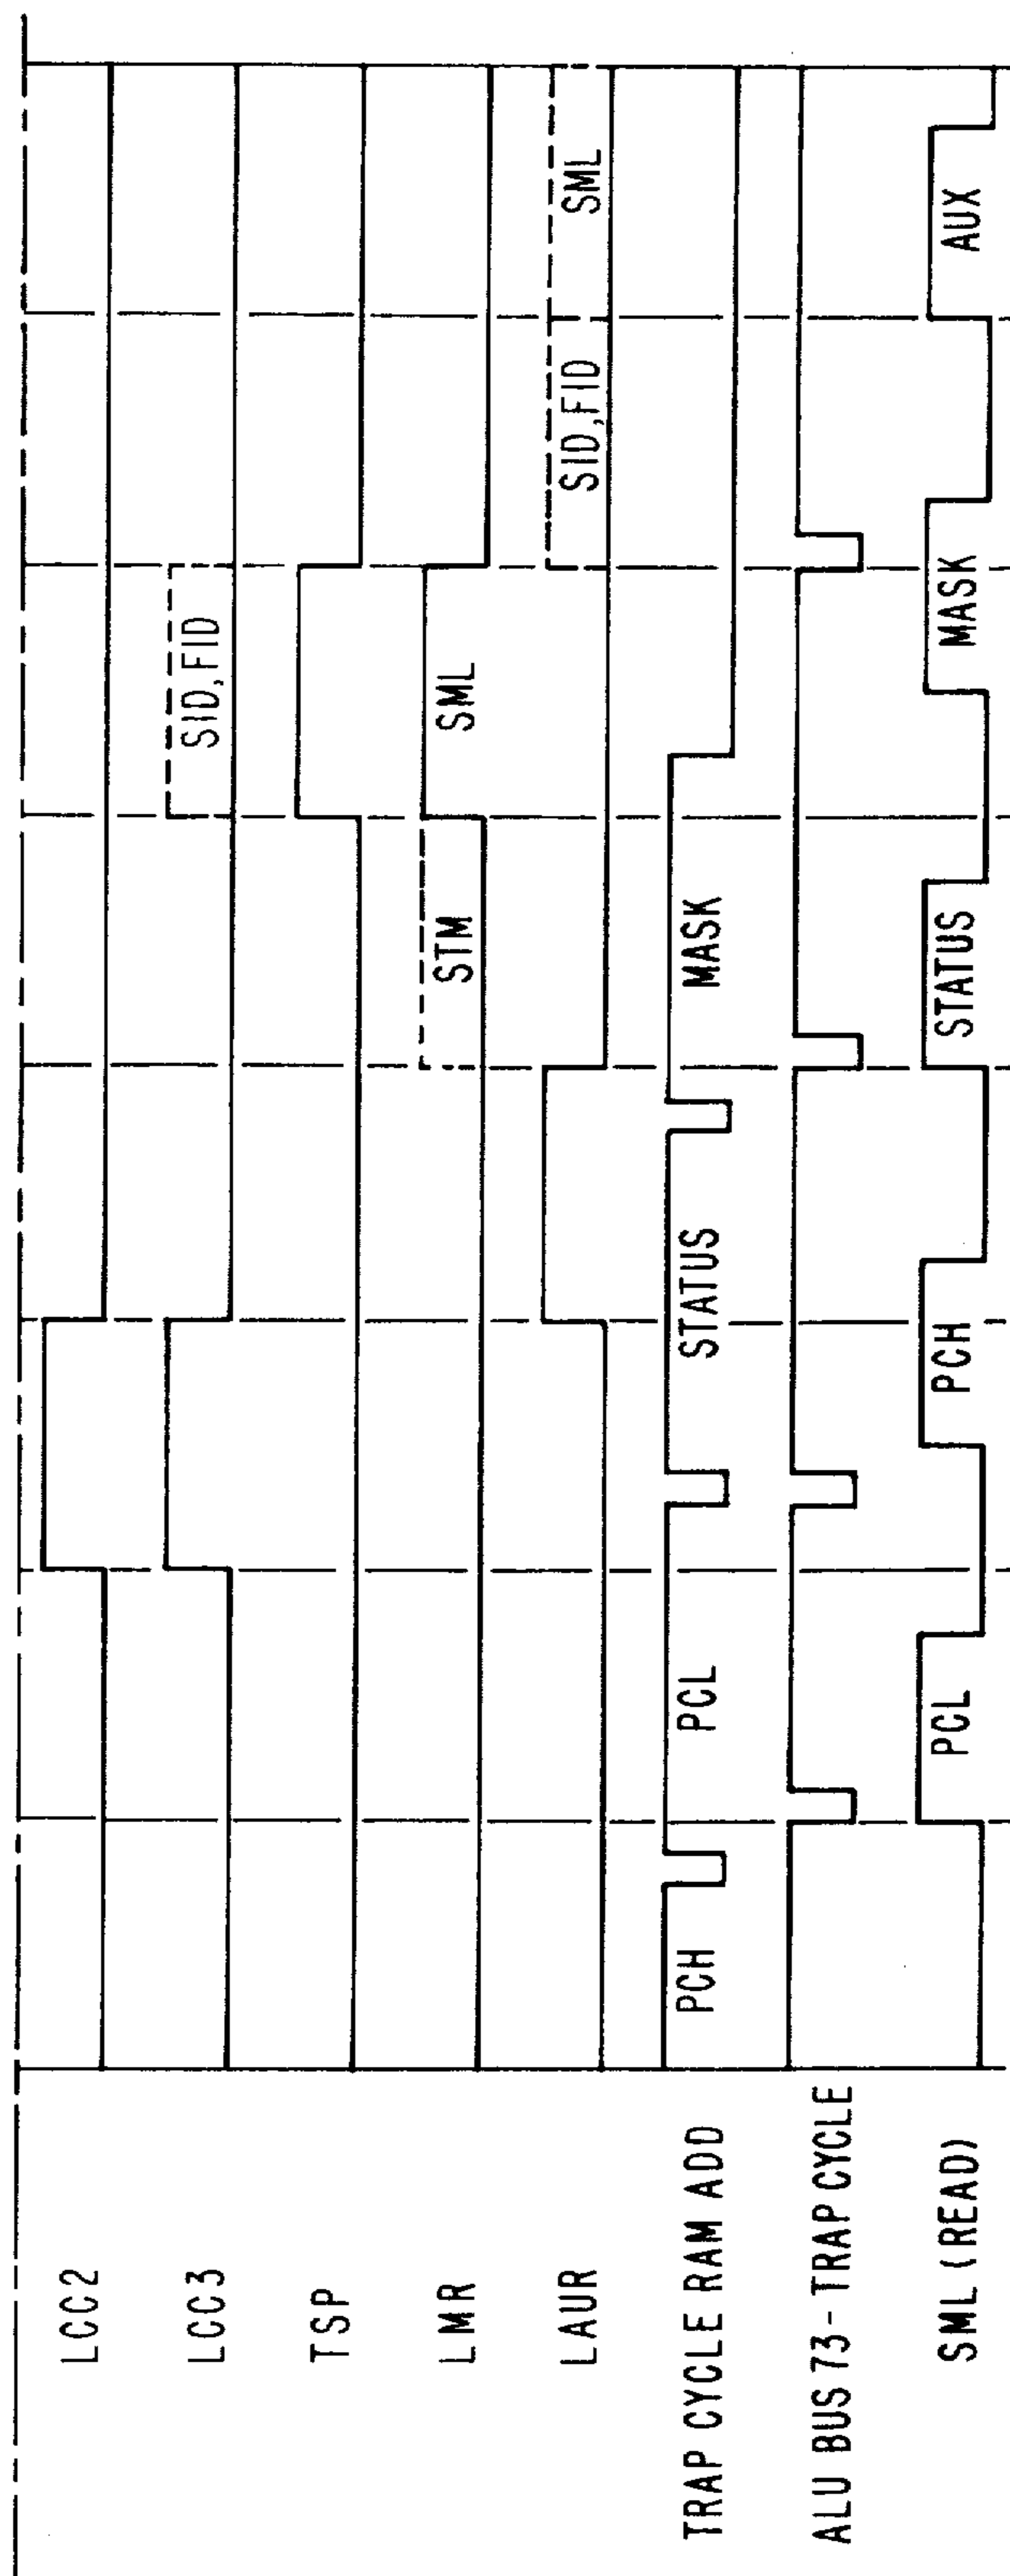 LCC2
LCC3 SID,FID
TSP
LMR STM SML
LAUR SID,FID SML
TRAP CYCLE RAM ADD PCH PCL STATUS MASK
ALU BUS 73-TRAP CYCLE
SML (READ) PCL PCH STATUS MASK AUX